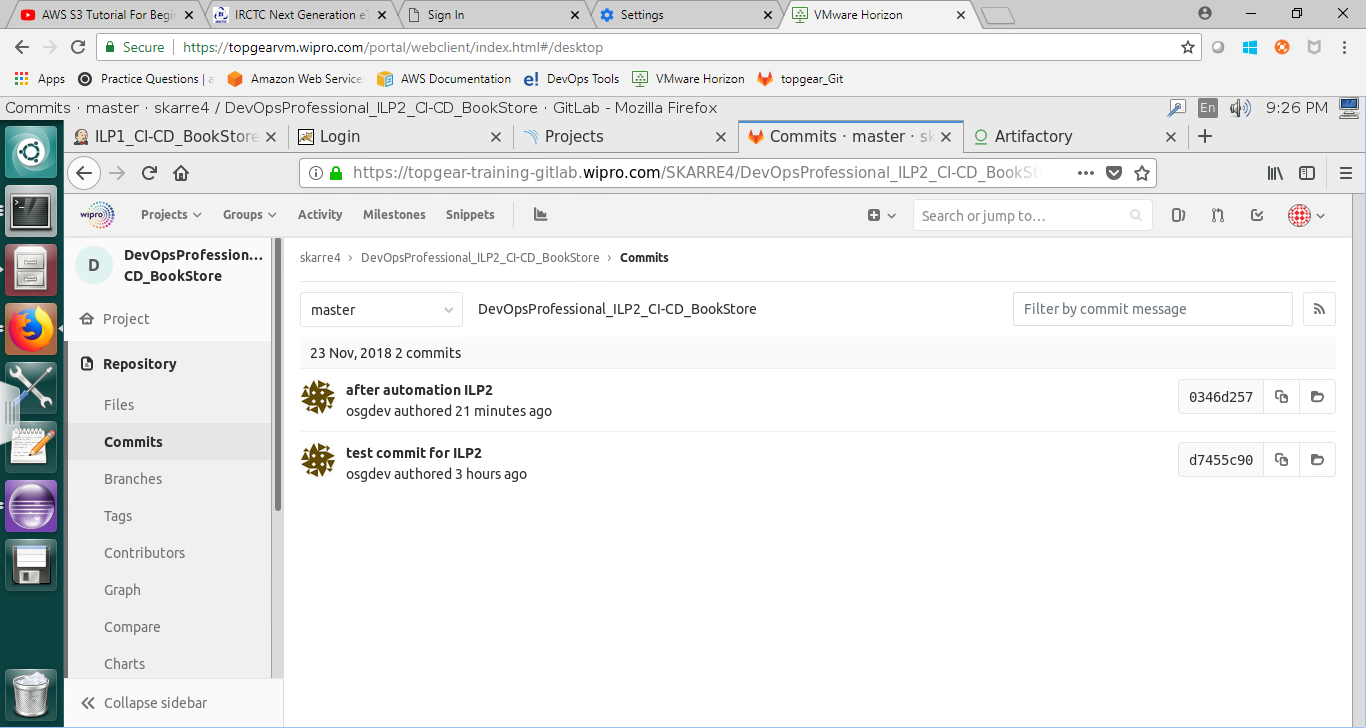 AWS S3 Tutorial For Begin
IRCTC Next Generation eT
Sign In
Settings
VMware Horizon
Secure
https://topgearvm.wipro.com/portal/webclient/index.html#/desktop
Apps
Practice Questions | a
Amazon Web Service
AWS Documentation
e! DevOps Tools
VMware Horizon
topgear_Git
Commits · master · skarre4 / DevOpsProfessional_ILP2_CI-CD_BookStore · GitLab - Mozilla Firefox
En
9:26 PM
ILP1_CI-CD_BookStore
Login
Projects
Commits · master · sk
Artifactory
https://topgear-training-gitlab.wipro.com/SKARRE4/DevOpsProfessional_ILP2_CI-CD_BookSt
wipro
Projects
Groups
Activity
Milestones
Snippets
Search or jump to…
D
DevOpsProfession…
CD_BookStore
skarre4 › DevOpsProfessional_ILP2_CI-CD_BookStore › Commits
Project
Repository
Files
Commits
Branches
Tags
Contributors
Graph
Compare
Charts
Collapse sidebar
master
DevOpsProfessional_ILP2_CI-CD_BookStore
Filter by commit message
23 Nov, 2018 2 commits
after automation ILP2
osgdev authored 21 minutes ago
0346d257
test commit for ILP2
osgdev authored 3 hours ago
d7455c90